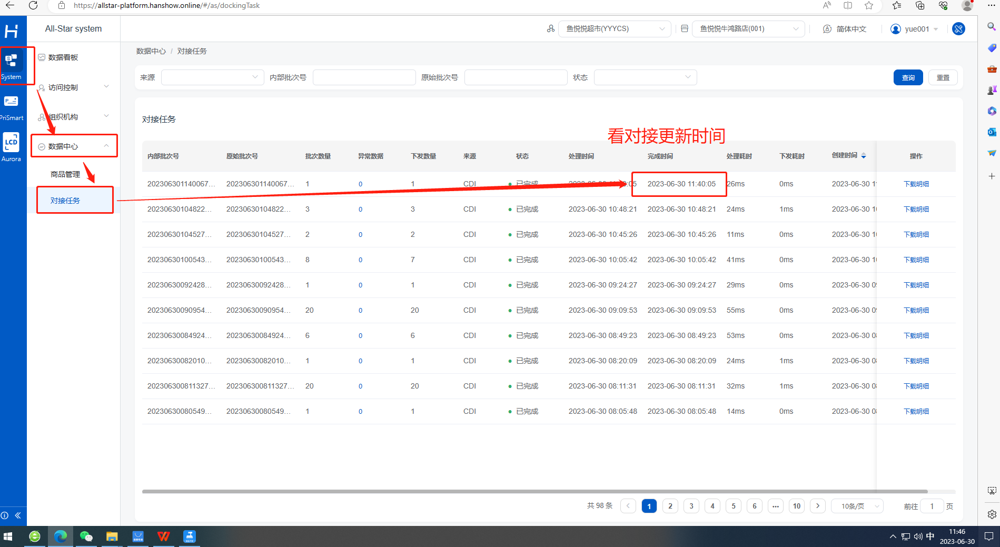 https://allstar-platform.hanshow.online/#/as/dockingTask
All-Star system
鱼悦悦超市(YYYCS)
鱼悦悦牛鸿路店(001)
简体中文
yue001
System
PriSmart
LCD
Aurora
数据看板
访问控制
组织机构
数据中心
商品管理
对接任务
数据中心 / 对接任务
来源 内部批次号 原始批次号 状态 查询 重置
对接任务
看对接更新时间
内部批次号 原始批次号 批次数量 异常数据 下发数量 来源 状态 处理时间 完成时间 处理耗时 下发耗时 创建时间 操作
202306301140067... 202306301140067... 1 0 1 CDI 已完成 :05 2023-06-30 11:40:05 26ms 0ms 2023-06-30 1 下载明细
20230630104822... 20230630104822... 3 0 3 CDI 已完成 2023-06-30 10:48:21 2023-06-30 10:48:21 24ms 1ms 2023-06-30 1 下载明细
20230630104527... 20230630104527... 2 0 2 CDI 已完成 2023-06-30 10:45:26 2023-06-30 10:45:26 11ms 0ms 2023-06-30 1 下载明细
20230630100543... 20230630100543... 8 0 7 CDI 已完成 2023-06-30 10:05:42 2023-06-30 10:05:42 41ms 0ms 2023-06-30 1 下载明细
20230630092428... 20230630092428... 1 0 1 CDI 已完成 2023-06-30 09:24:27 2023-06-30 09:24:27 29ms 0ms 2023-06-30 0 下载明细
20230630090954... 20230630090954... 20 0 20 CDI 已完成 2023-06-30 09:09:53 2023-06-30 09:09:53 55ms 0ms 2023-06-30 0 下载明细
20230630084924... 20230630084924... 6 0 6 CDI 已完成 2023-06-30 08:49:23 2023-06-30 08:49:23 53ms 0ms 2023-06-30 0 下载明细
20230630082010... 20230630082010... 1 0 1 CDI 已完成 2023-06-30 08:20:09 2023-06-30 08:20:09 24ms 1ms 2023-06-30 0 下载明细
202306300811327... 202306300811327... 20 0 20 CDI 已完成 2023-06-30 08:11:31 2023-06-30 08:11:31 32ms 1ms 2023-06-30 0 下载明细
20230630080549... 20230630080549... 1 0 1 CDI 已完成 2023-06-30 08:05:48 2023-06-30 08:05:48 14ms 0ms 2023-06-30 0 下载明细
共 98 条 1 2 3 4 5 6 ... 10 10条/页 前往 1 页
中
11:46
2023-06-30